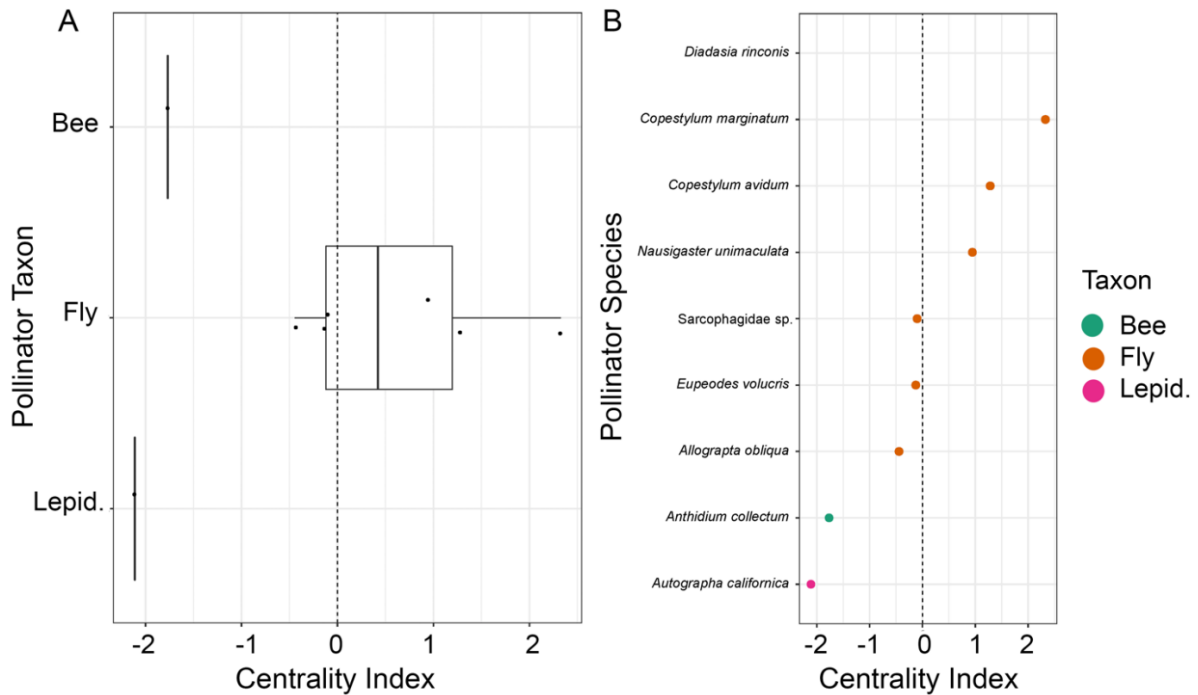 A
Pollinator Taxon
Bee
Fly
Lepid.
-2 -1 0 1 2
Centrality Index
B
Pollinator Species
Diadasia rinconis
Copestylum marginatum
Copestylum avidum
Nausigaster unimaculata
Sarcophagidae sp.
Eupeodes volucris
Allograpta obliqua
Anthidium collectum
Autographa californica
-2 -1 0 1 2
Centrality Index
Taxon
Bee
Fly
Lepid.